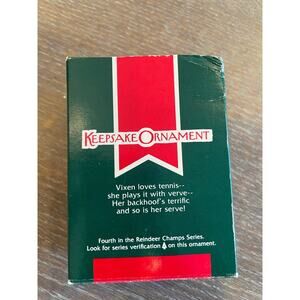 KEEPSAKE ORNAMENT
Vixen loves tennis--
she plays it with verve--
Her backhoof's terrific
and so is her serve!
Fourth in the Reindeer Champs Series.
Look for series verification on this ornament.